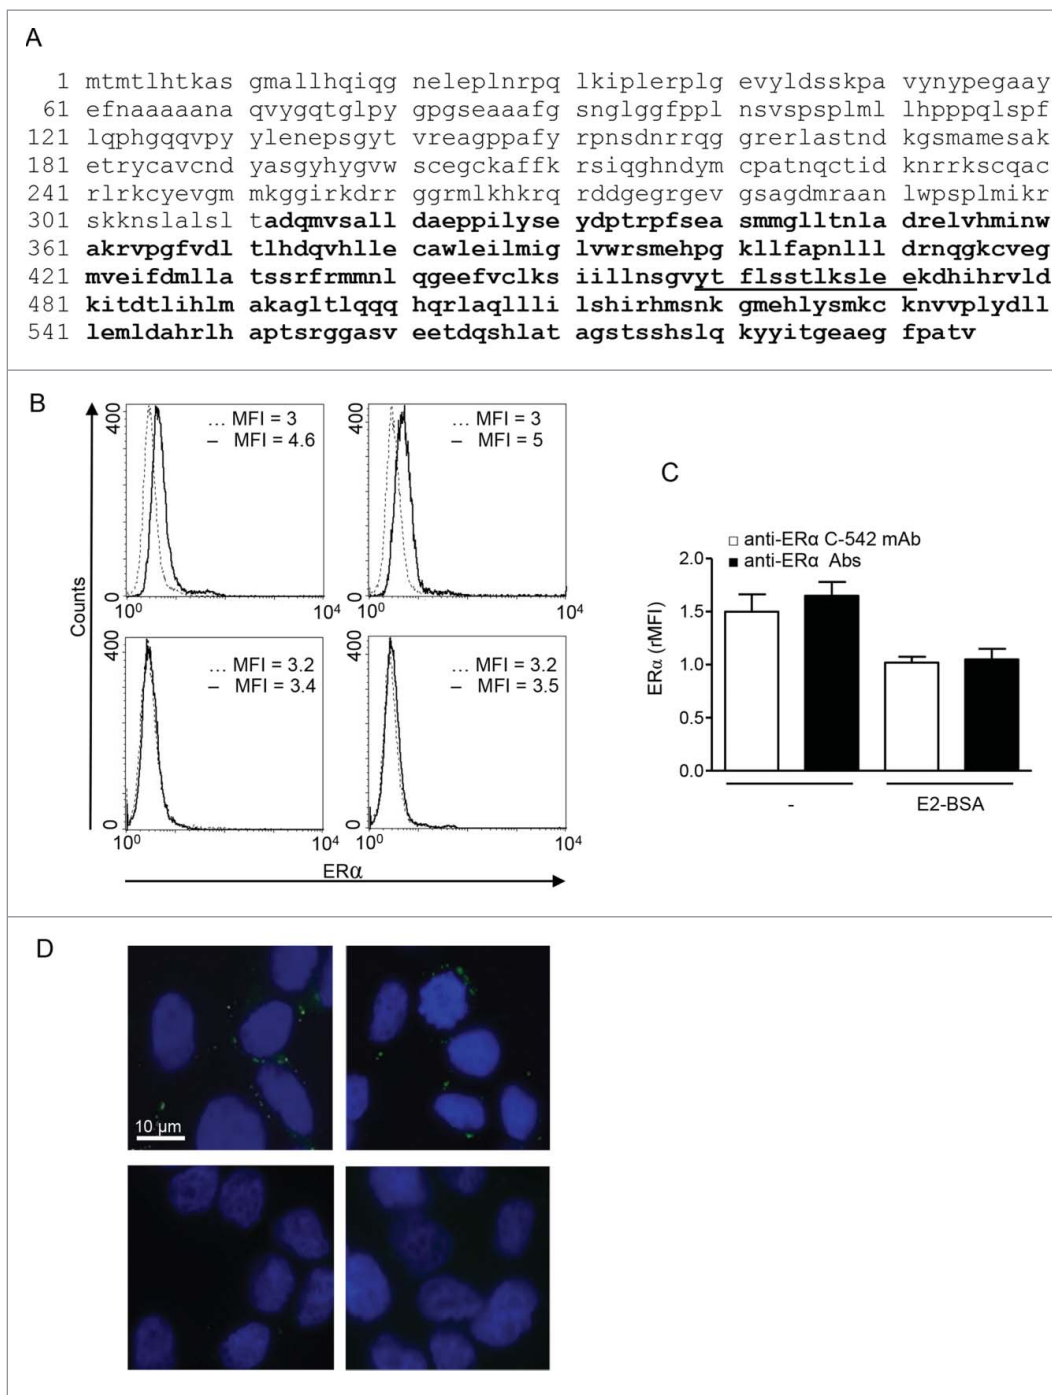 A
1 mtmtlhtkas gmallhqiqg neleplnrpq lkiplerplg evyldsskpa vynypegaay
61 efnaaaaana qvygqtglpy gpgseaaafg snglggfppl nsvspsplml lhpppqlspf
121 lqphgqqvpy ylenepsgyt vreagppafy rpnsdnrrqg grerlastnd kgsmamesak
181 etrycavcnd yasgyhygvw scegckaffk rsiqghndym cpatnqctid knrrkscqac
241 rlrkcyevgm mkggirkdrr ggrmlkhkrq rddgegrgev gsagdmraan lwpsplmikr
301 skknslalsl tadqmvsall daeppilyse ydptrpfsea smmglltnla drelvhminw
361 akrvpgfvdl tlhdqvhlle cawleilmig lvwrsmehpg kllfapnlll drnqgkcveg
421 mveifdmlla tssrfrmmnl qgeefvclks iillnsgvyt flsstlksle ekdhihrvld
481 kitdtlihlm akagltlqqq hqrlaqllli lshirhmsnk gmehlysmkc knvvplydll
541 lemldahrlh aptsrggasv eetdqshlat agstsshslq kyyitgeaeg fpatv
B
400
... MFI = 3
– MFI = 4.6
0
10⁰ 10⁴
400
... MFI = 3
– MFI = 5
0
10⁰ 10⁴
400
... MFI = 3.2
– MFI = 3.4
0
10⁰ 10⁴
400
... MFI = 3.2
– MFI = 3.5
0
10⁰ 10⁴
Counts
ERα
C
anti-ERα C-542 mAb
anti-ERα Abs
2.0
1.5
1.0
0.5
0.0
ERα (rMFI)
- E2-BSA
D
10 µm